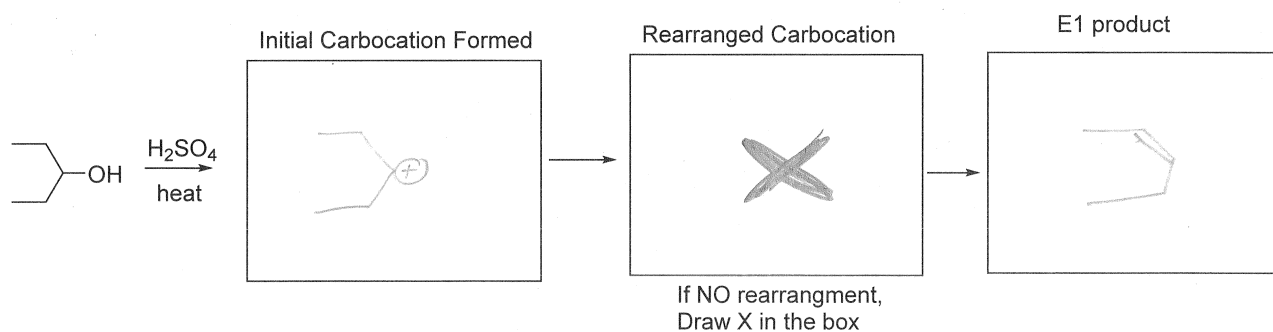 Initial Carbocation Formed
Rearranged Carbocation
E1 product
H₂SO₄
OH
heat
+
If NO rearrangment,
Draw X in the box